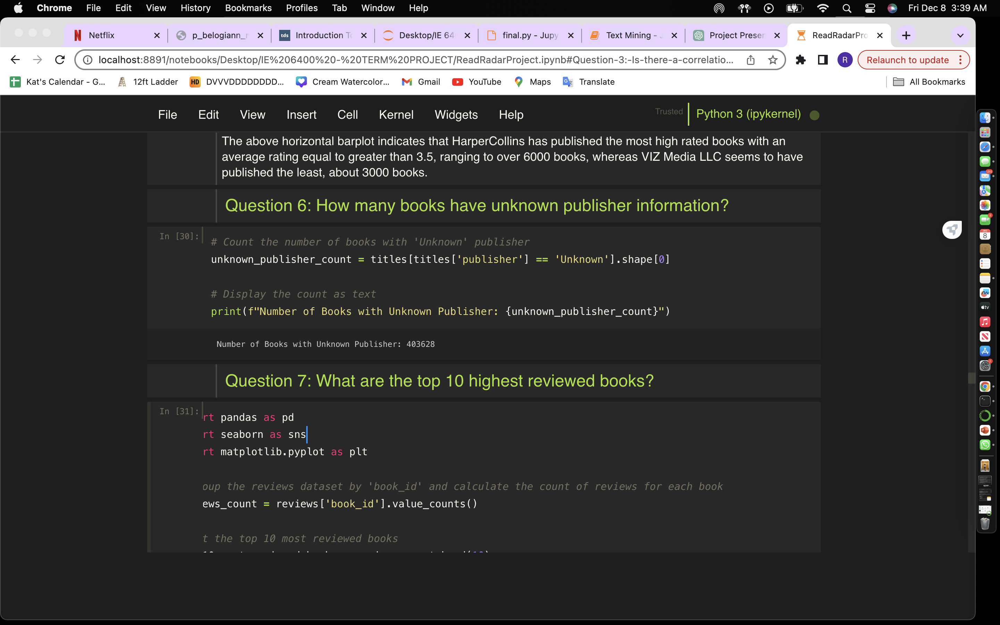 Chrome File Edit View History Bookmarks Profiles Tab Window Help Fri Dec 8 3:39 AM
Netflix p_belogiann_r tds Introduction To Desktop/IE 64 final.py - Jupy Text Mining - J Project Preser ReadRadarPro
localhost:8891/notebooks/Desktop/IE%206400%20-%20TERM%20PROJECT/ReadRadarProject.ipynb#Question-3:-Is-there-a-correlatio... R Relaunch to update
Kat's Calendar - G... 12ft Ladder HD DVVVDDDDDDDD... Cream Watercolor... Gmail YouTube Maps Translate All Bookmarks
File Edit View Insert Cell Kernel Widgets Help Trusted Python 3 (ipykernel)
The above horizontal barplot indicates that HarperCollins has published the most high rated books with an
average rating equal to greater than 3.5, ranging to over 6000 books, whereas VIZ Media LLC seems to have
published the least, about 3000 books.
Question 6: How many books have unknown publisher information?
In [30]:
# Count the number of books with 'Unknown' publisher
unknown_publisher_count = titles[titles['publisher'] == 'Unknown'].shape[0]
# Display the count as text
print(f"Number of Books with Unknown Publisher: {unknown_publisher_count}")
Number of Books with Unknown Publisher: 403628
Question 7: What are the top 10 highest reviewed books?
In [31]:
rt pandas as pd
rt seaborn as sns
rt matplotlib.pyplot as plt
oup the reviews dataset by 'book_id' and calculate the count of reviews for each book
ews_count = reviews['book_id'].value_counts()
t the top 10 most reviewed books